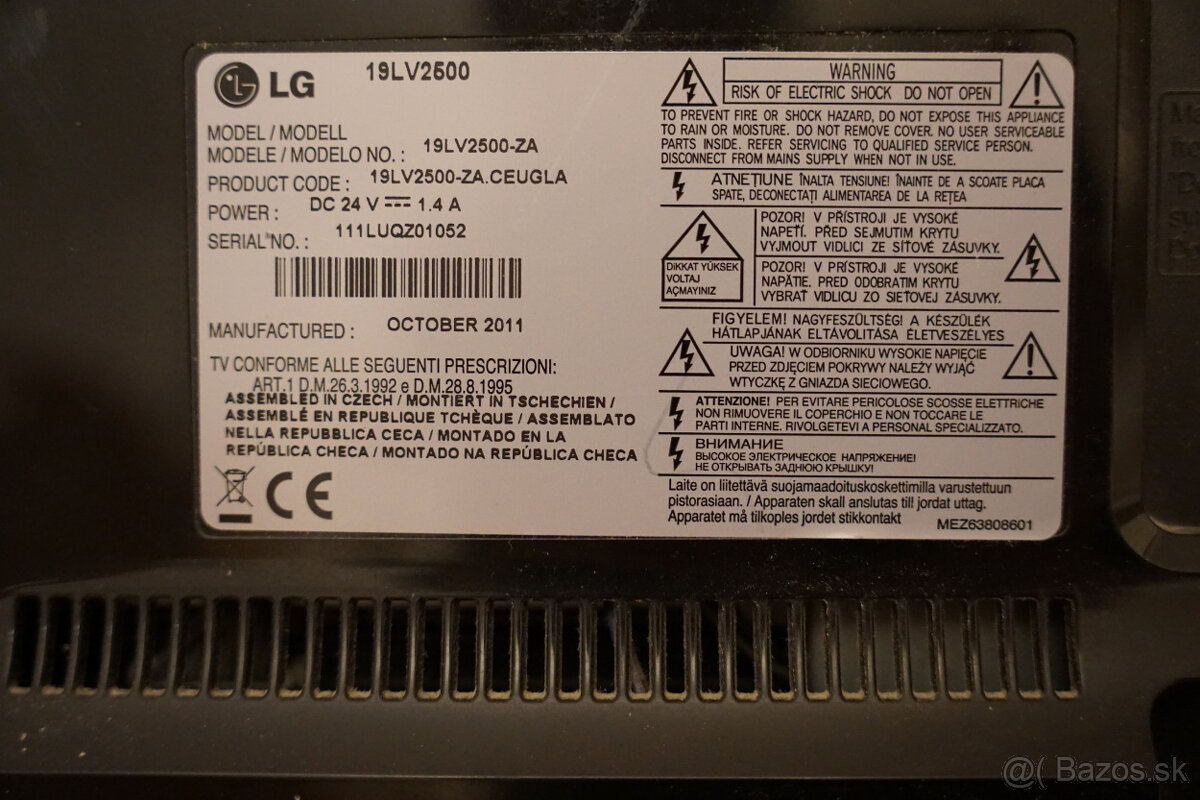 LG
19LV2500
MODEL / MODELL
MODELE / MODELO NO. : 19LV2500-ZA
PRODUCT CODE : 19LV2500-ZA.CEUGLA
POWER : DC 24 V ⎓ 1.4 A
SERIAL NO. : 111LUQZ01052
MANUFACTURED : OCTOBER 2011
TV CONFORME ALLE SEGUENTI PRESCRIZIONI:
ART.1 D.M.26.3.1992 e D.M.28.8.1995
ASSEMBLED IN CZECH / MONTIERT IN TSCHECHIEN /
ASSEMBLÉ EN REPUBLIQUE TCHÈQUE / ASSEMBLATO
NELLA REPUBBLICA CECA / MONTADO EN LA
REPÚBLICA CHECA / MONTADO NA REPÚBLICA CHECA
CE
WARNING
RISK OF ELECTRIC SHOCK DO NOT OPEN
TO PREVENT FIRE OR SHOCK HAZARD, DO NOT EXPOSE THIS APPLIANCE
TO RAIN OR MOISTURE. DO NOT REMOVE COVER. NO USER SERVICEABLE
PARTS INSIDE. REFER SERVICING TO QUALIFIED SERVICE PERSON.
DISCONNECT FROM MAINS SUPPLY WHEN NOT IN USE.
ATNEŢIUNE ÎNALTA TENSIUNE! ÎNAINTE DE A SCOATE PLACA
SPATE, DECONECTAŢI ALIMENTAREA DE LA REŢEA
DİKKAT YÜKSEK
VOLTAJ
AÇMAYINIZ
POZOR! V PŘÍSTROJI JE VYSOKÉ
NAPETÍ. PŘED SEJMUTIM KRYTU
VYJMOUT VIDLICI ZE SÍŤOVÉ ZÁSUVKY.
POZOR! V PRÍSTROJI JE VYSOKÉ
NAPÄTIE. PRED ODOBRATIM KRYTU
VYBRAŤ VIDLICU ZO SIEŤOVEJ ZÁSUVKY.
FIGYELEM! NAGYFESZÜLTSÉG! A KÉSZÜLÉK
HÁTLAPJÁNAK ELTÁVOLÍTÁSA ÉLETVESZÉLYES
UWAGA! W ODBIORNIKU WYSOKIE NAPIĘCIE
PRZED ZDJĘCIEM POKRYWY NALEŻY WYJĄĆ
WTYCZKĘ Z GNIAZDA SIECIOWEGO.
ATTENZIONE! PER EVITARE PERICOLOSE SCOSSE ELETTRICHE
NON RIMUOVERE IL COPERCHIO E NON TOCCARE LE
PARTI INTERNE. RIVOLGETEVI A PERSONAL SPECIALIZZATO.
ВНИМАНИЕ
ВЫСОКОЕ ЭЛЕКТРИЧЕСКОЕ НАПРЯЖЕНИЕ!
НЕ ОТКРЫВАТЬ ЗАДНЮЮ КРЫШКУ!
Laite on liitettävä suojamaadoituskoskettimilla varustettuun
pistorasiaan. / Apparaten skall anslutas till jordat uttag.
Apparatet må tilkoples jordet stikkontakt
MEZ63808601
@( Bazos.sk